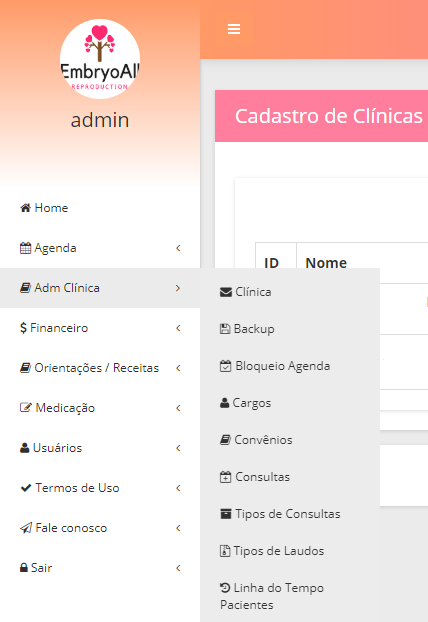 EmbryoAll
REPRODUCTION
admin
Home
Agenda
Adm Clínica
Financeiro
Orientações / Receitas
Medicação
Usuários
Termos de Uso
Fale conosco
Sair
Cadastro de Clínicas
ID Nome
Clínica
Backup
Bloqueio Agenda
Cargos
Convênios
Consultas
Tipos de Consultas
Tipos de Laudos
Linha do Tempo
Pacientes